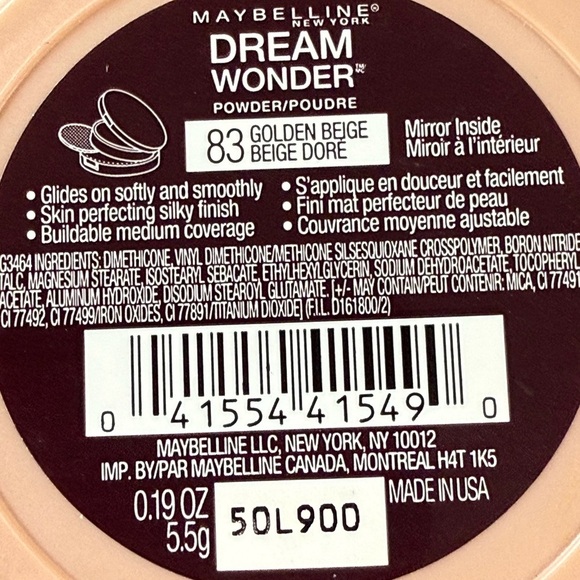 MAYBELLINE®
NEW YORK
DREAM
WONDER™/MC
POWDER/POUDRE
83 GOLDEN BEIGE
BEIGE DORÉ
Mirror Inside
Miroir à l'intérieur
• Glides on softly and smoothly
• Skin perfecting silky finish
• Buildable medium coverage
• S'applique en douceur et facilement
• Fini mat perfecteur de peau
• Couvrance moyenne ajustable
G3464 INGREDIENTS: DIMETHICONE, VINYL DIMETHICONE/METHICONE SILSESQUIOXANE CROSSPOLYMER, BORON NITRIDE,
TALC, MAGNESIUM STEARATE, ISOSTEARYL SEBACATE, ETHYLHEXYLGLYCERIN, SODIUM DEHYDROACETATE, TOCOPHERYL
ACETATE, ALUMINUM HYDROXIDE, DISODIUM STEAROYL GLUTAMATE. [+/- MAY CONTAIN/PEUT CONTENIR: MICA, CI 77491,
CI 77492, CI 77499/IRON OXIDES, CI 77891/TITANIUM DIOXIDE] (F.I.L. D161800/2)
0 41554 41549 0
MAYBELLINE LLC, NEW YORK, NY 10012
IMP. BY/PAR MAYBELLINE CANADA, MONTREAL H4T 1K5
0.19 OZ
5.5g
50L900
MADE IN USA